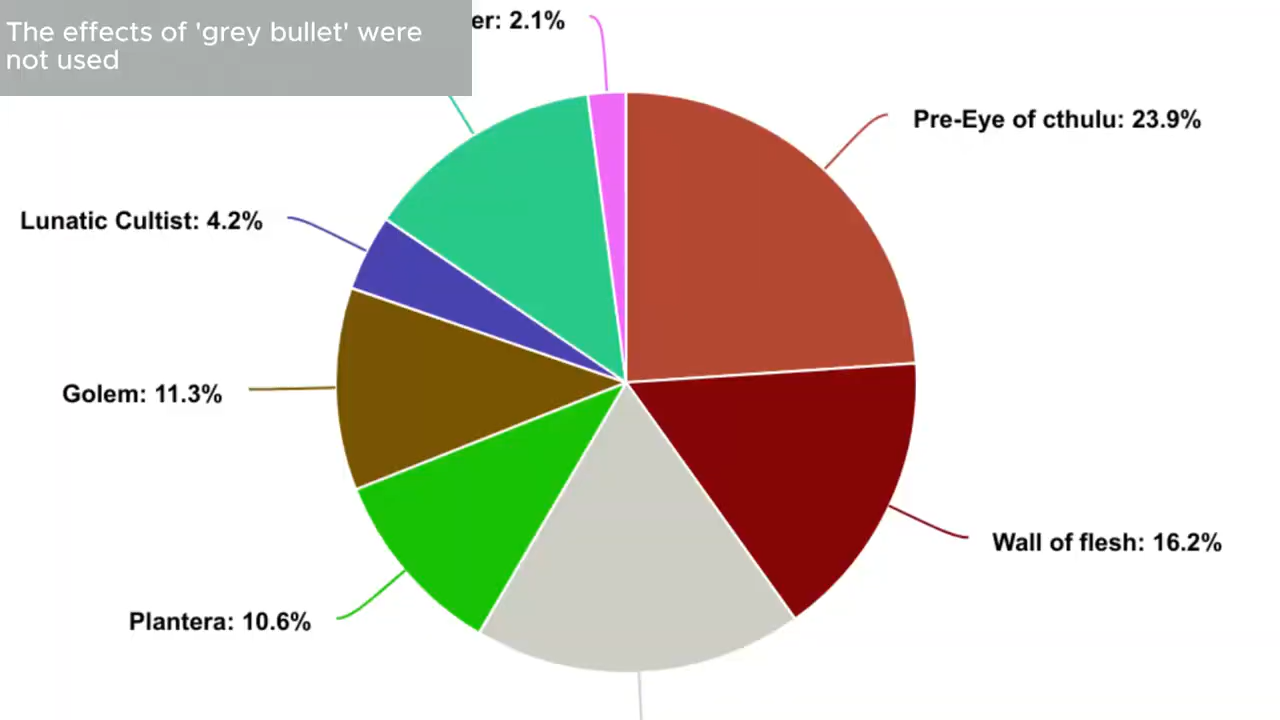 The effects of 'grey bullet' were
not used
er: 2.1%
Pre-Eye of cthulu: 23.9%
Lunatic Cultist: 4.2%
Golem: 11.3%
Wall of flesh: 16.2%
Plantera: 10.6%